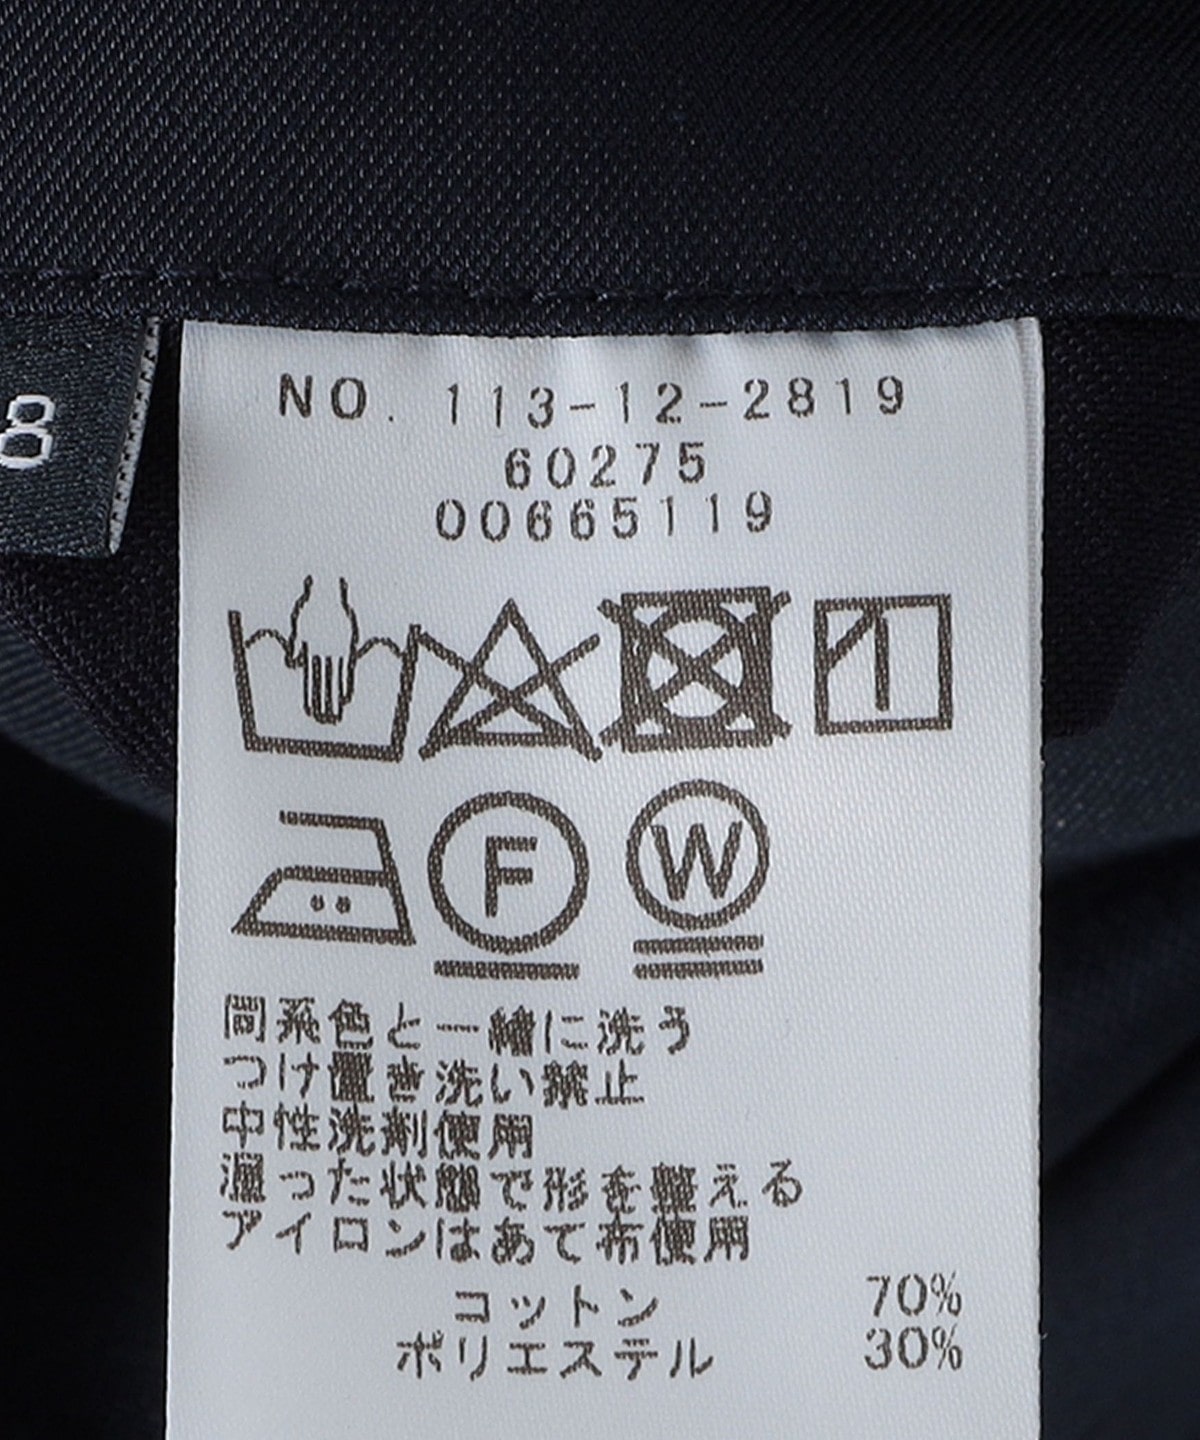 8
NO. 113-12-2819
60275
00665119
F W
同系色と一緒に洗う
つけ置き洗い禁止
中性洗剤使用
湿った状態で形を整える
アイロンはあて布使用
コットン 70%
ポリエステル 30%